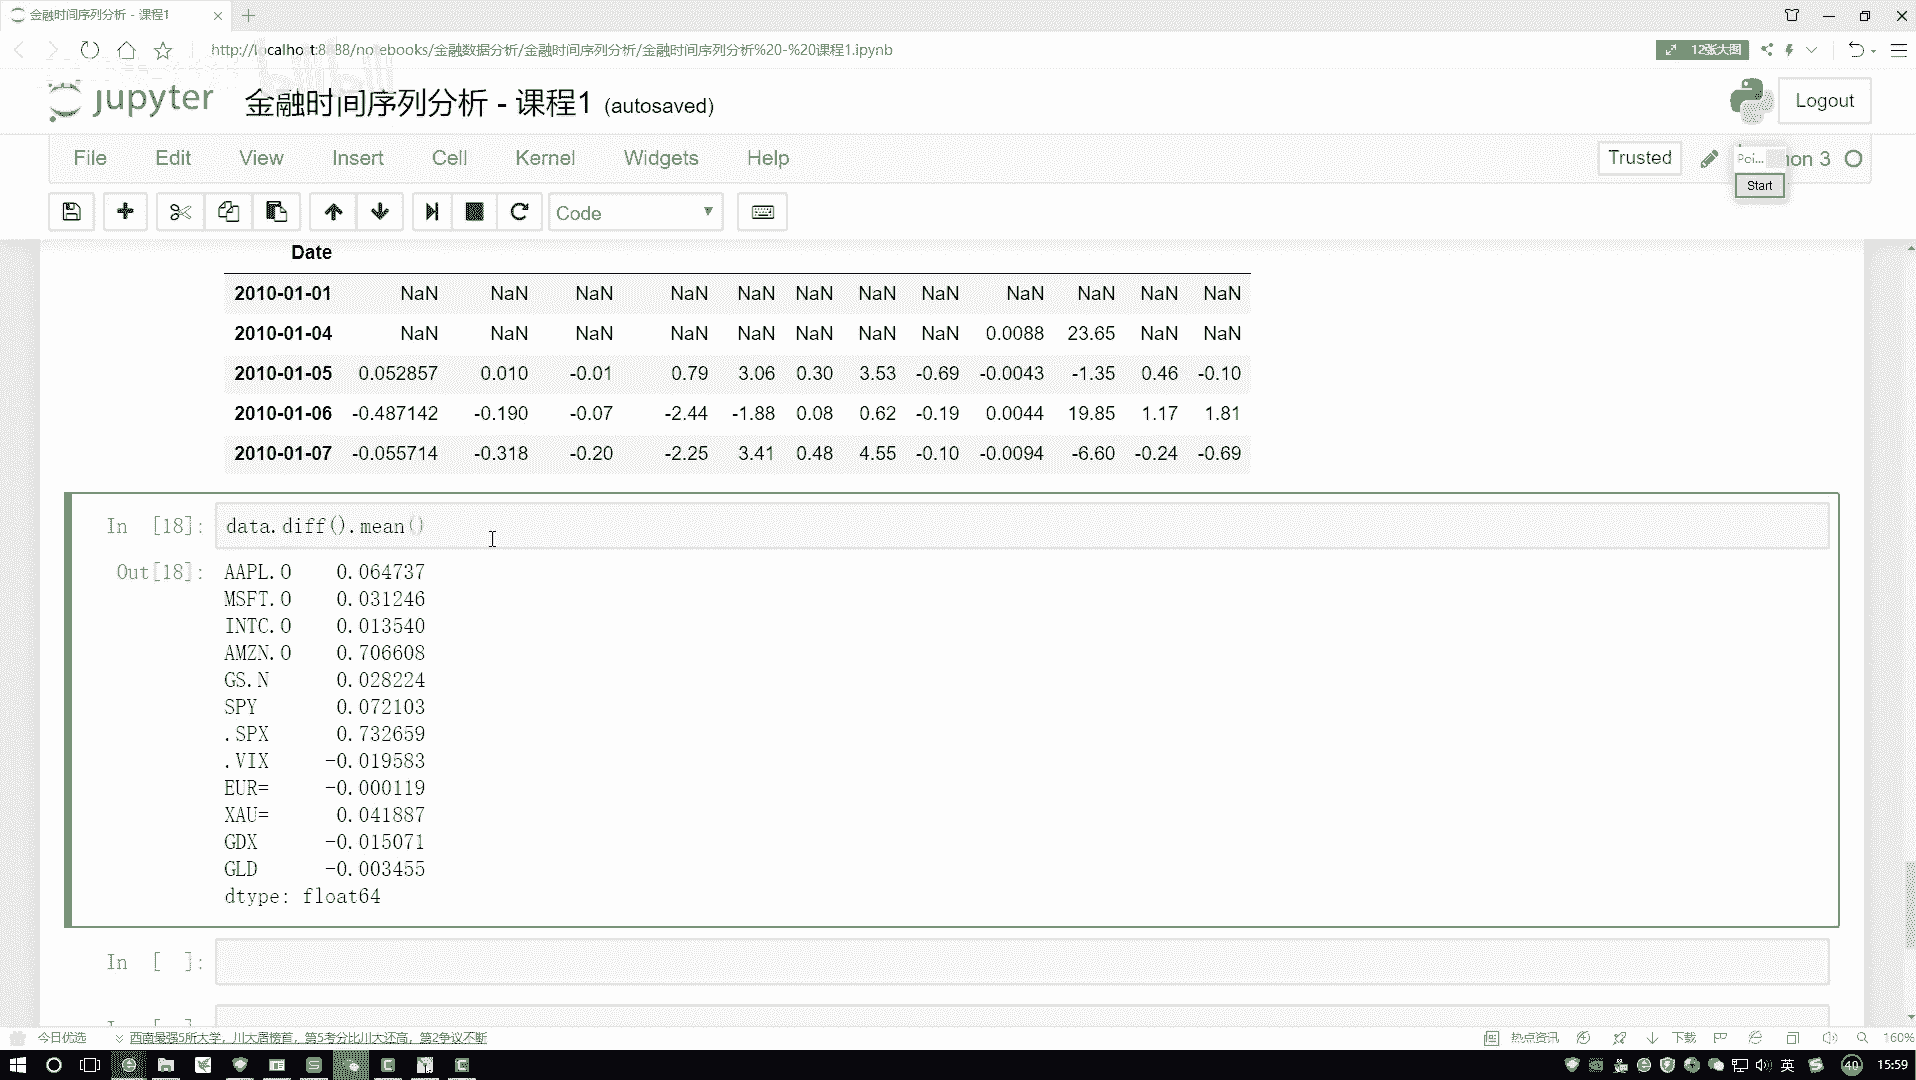 金融时间序列分析 - 课程1
http://localhost:8888/notebooks/金融数据分析/金融时间序列分析/金融时间序列分析%20-%20课程1.ipynb
12张大图
jupyter 金融时间序列分析 - 课程1 (autosaved)
Logout
File Edit View Insert Cell Kernel Widgets Help
Trusted
Poi...
hon 3
Start
Code
Date
2010-01-01 NaN NaN NaN NaN NaN NaN NaN NaN NaN NaN NaN NaN
2010-01-04 NaN NaN NaN NaN NaN NaN NaN NaN 0.0088 23.65 NaN NaN
2010-01-05 0.052857 0.010 -0.01 0.79 3.06 0.30 3.53 -0.69 -0.0043 -1.35 0.46 -0.10
2010-01-06 -0.487142 -0.190 -0.07 -2.44 -1.88 0.08 0.62 -0.19 0.0044 19.85 1.17 1.81
2010-01-07 -0.055714 -0.318 -0.20 -2.25 3.41 0.48 4.55 -0.10 -0.0094 -6.60 -0.24 -0.69
In [18]: data.diff().mean()
Out[18]: AAPL.O 0.064737
MSFT.O 0.031246
INTC.O 0.013540
AMZN.O 0.706608
GS.N 0.028224
SPY 0.072103
.SPX 0.732659
.VIX -0.019583
EUR= -0.000119
XAU= 0.041887
GDX -0.015071
GLD -0.003455
dtype: float64
In [ ]:
今日优选
西南最强5所大学，川大居榜首，第5考分比川大还高，第2争议不断
热点资讯
下载
160%
英
40
15:59